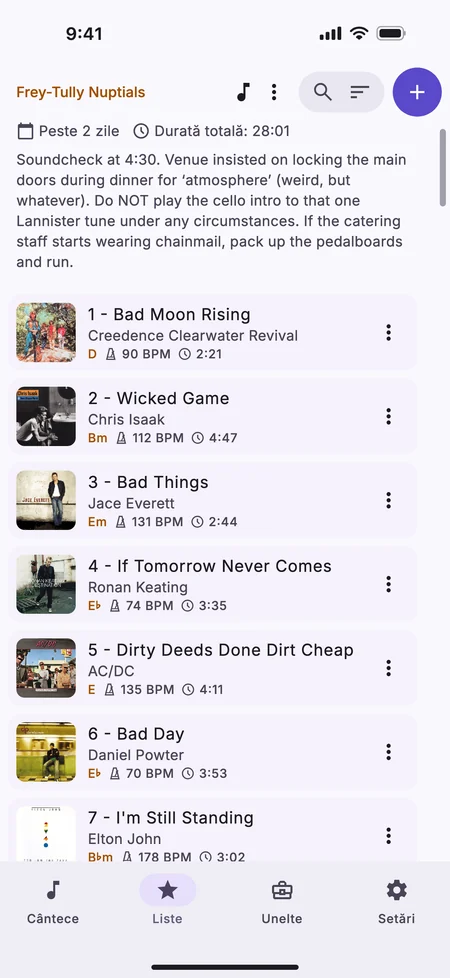 9:41
Frey-Tully Nuptials
Peste 2 zile Durată totală: 28:01
Soundcheck at 4:30. Venue insisted on locking the main
doors during dinner for ‘atmosphere’ (weird, but
whatever). Do NOT play the cello intro to that one
Lannister tune under any circumstances. If the catering
staff starts wearing chainmail, pack up the pedalboards
and run.
1 - Bad Moon Rising
Creedence Clearwater Revival
D 90 BPM 2:21
2 - Wicked Game
Chris Isaak
Bm 112 BPM 4:47
3 - Bad Things
Jace Everett
Em 131 BPM 2:44
4 - If Tomorrow Never Comes
Ronan Keating
E♭ 74 BPM 3:35
5 - Dirty Deeds Done Dirt Cheap
AC/DC
E 135 BPM 4:11
6 - Bad Day
Daniel Powter
E♭ 70 BPM 3:53
7 - I'm Still Standing
Elton John
B♭m 178 BPM 3:02
Cântece Liste Unelte Setări